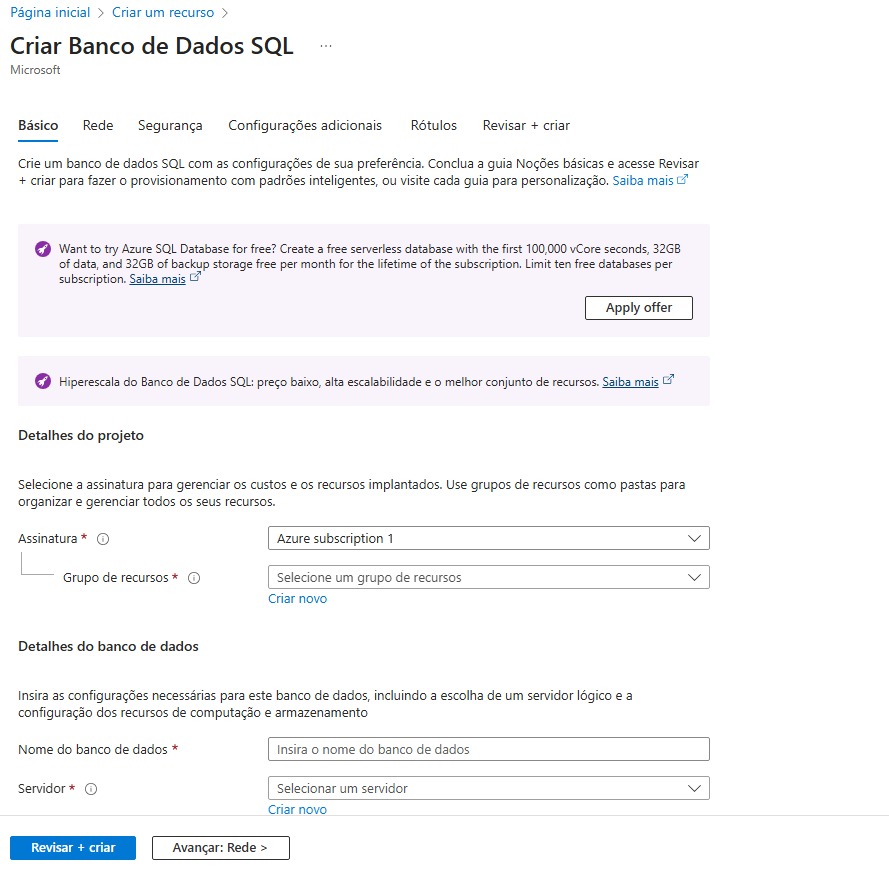 Página inicial > Criar um recurso >
Criar Banco de Dados SQL ...
Microsoft
Básico Rede Segurança Configurações adicionais Rótulos Revisar + criar
Crie um banco de dados SQL com as configurações de sua preferência. Conclua a guia Noções básicas e acesse Revisar
+ criar para fazer o provisionamento com padrões inteligentes, ou visite cada guia para personalização. Saiba mais
Want to try Azure SQL Database for free? Create a free serverless database with the first 100,000 vCore seconds, 32GB
of data, and 32GB of backup storage free per month for the lifetime of the subscription. Limit ten free databases per
subscription. Saiba mais
Apply offer
Hiperescala do Banco de Dados SQL: preço baixo, alta escalabilidade e o melhor conjunto de recursos. Saiba mais
Detalhes do projeto
Selecione a assinatura para gerenciar os custos e os recursos implantados. Use grupos de recursos como pastas para
organizar e gerenciar todos os seus recursos.
Assinatura * Azure subscription 1
Grupo de recursos * Selecione um grupo de recursos
Criar novo
Detalhes do banco de dados
Insira as configurações necessárias para este banco de dados, incluindo a escolha de um servidor lógico e a
configuração dos recursos de computação e armazenamento
Nome do banco de dados * Insira o nome do banco de dados
Servidor * Selecionar um servidor
Criar novo
Revisar + criar Avançar: Rede >